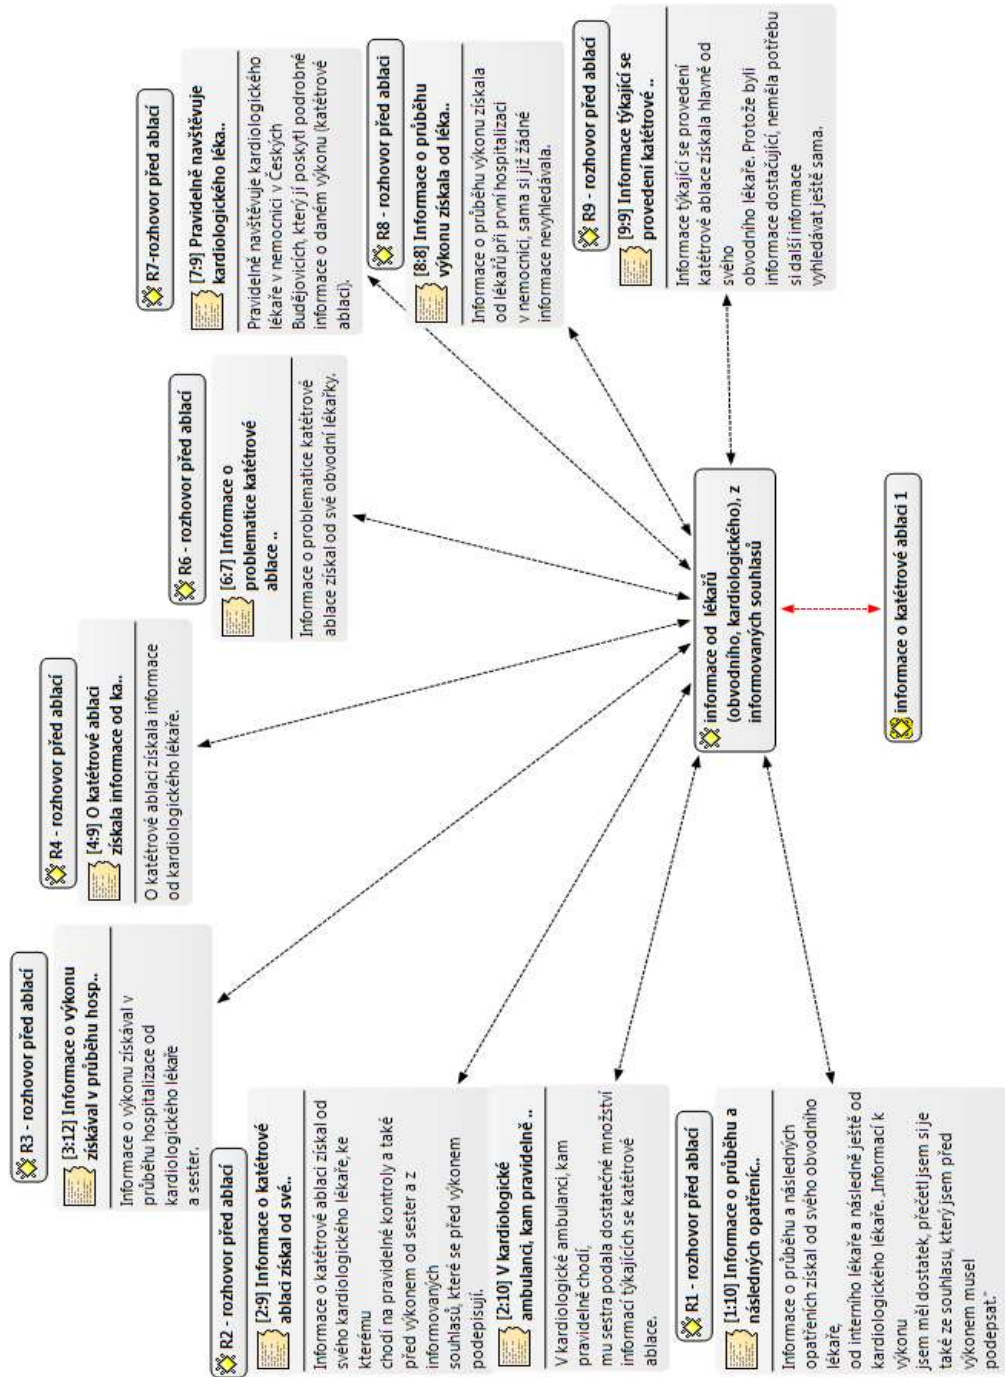 R3 - rozhovor před ablací
[3:12] Informace o výkonu
získával v průběhu hosp..
Informace o výkonu získával v
průběhu hospitalizace od
kardiologického lékaře
a sester.
R4 - rozhovor před ablací
[4:9] O katétrové ablaci
získala informace od ka..
O katétrové ablaci získala informace
od kardiologického lékaře.
R6 - rozhovor před ablací
[6:7] Informace o
problematice katétrové
ablace ..
Informace o problematice katétrové
ablace získal od své obvodní lékařky.
R7-rozhovor před ablací
[7:9] Pravidelně navštěvuje
kardiologického léka..
Pravidelně navštěvuje kardiologického
lékaře v nemocnici v Českých
Budějovicích, který jí poskytl podrobné
informace o daném výkonu (katétrové
ablaci).
R8 - rozhovor před ablací
[8:8] Informace o průběhu
výkonu získala od léka..
Informace o průběhu výkonu získala
od lékařů při první hospitalizaci
v nemocnici, sama si již žádné
informace nevyhledávala.
R9 - rozhovor před ablací
[9:9] Informace týkající se
provedení katétrové ..
Informace týkající se provedení
katétrové ablace získala hlavně od
svého
obvodního lékaře. Protože byli
informace dostačující, neměla potřebu
si další informace
vyhledávat ještě sama.
R2 - rozhovor před ablací
[2:9] Informace o katétrové
ablaci získal od své..
Informace o katétrové ablaci získal od
svého kardiologického lékaře, ke
kterému
chodí na pravidelné kontroly a také
před výkonem od sester a z
informovaných
souhlasů, které se před výkonem
podepisují.
[2:10] V kardiologické
ambulanci, kam pravidelně ..
V kardiologické ambulanci, kam
pravidelně chodí,
mu sestra podala dostatečné množství
informací týkajících se katétrové
ablace.
R1 - rozhovor před ablací
[1:10] Informace o průběhu a
následných opatřeníc..
Informace o průběhu a následných
opatřeních získal od svého obvodního
lékaře,
od interního lékaře a následně ještě od
kardiologického lékaře. „Informací k
výkonu
jsem měl dostatek, přečetl jsem si je
také ze souhlasu, který jsem před
výkonem musel
podepsat."
informace od lékařů
(obvodního, kardiologického), z
informovaných souhlasů
informace o katétrové ablaci 1